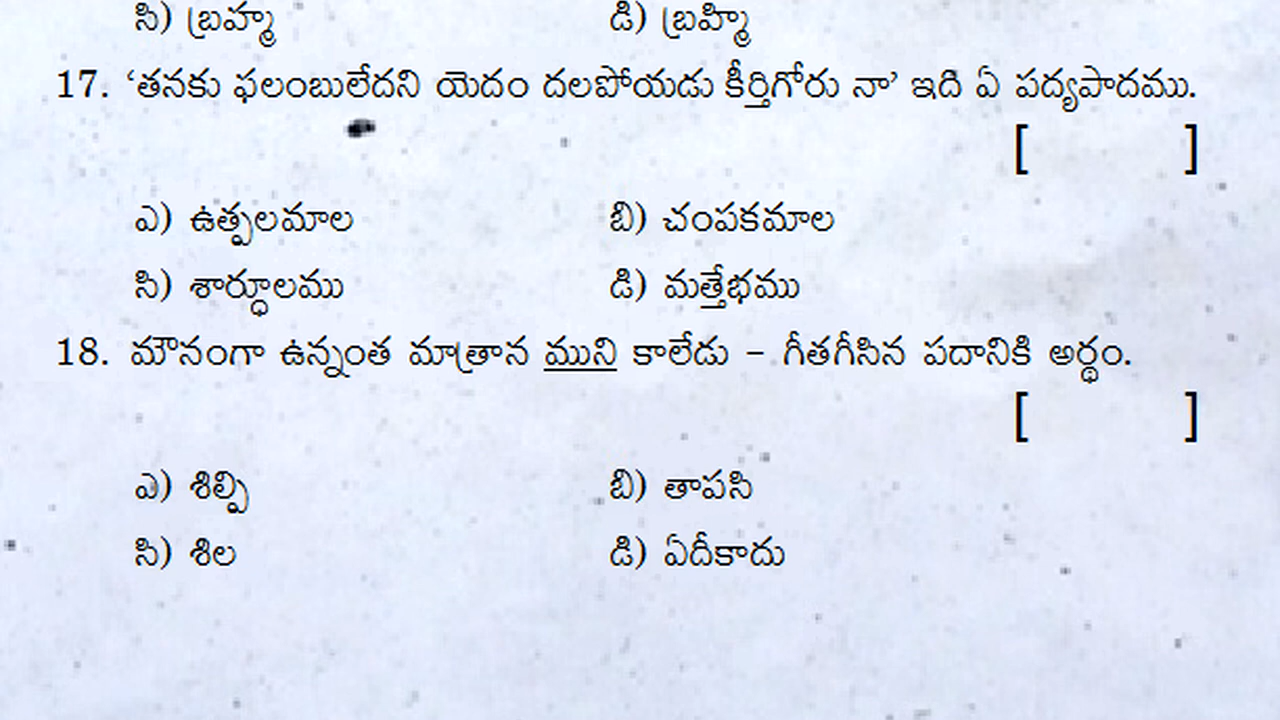 సి) బ్రహ్మ డి) బ్రహ్మి
17. ‘తనకు ఫలంబులేదని యెదం దలపోయడు కీర్తిగోరు నా’ ఇది ఏ పద్యపాదము.
[ ]
ఎ) ఉత్పలమాల బి) చంపకమాల
సి) శార్ధూలము డి) మత్తేభము
18. మౌనంగా ఉన్నంత మాత్రాన ముని కాలేడు – గీతగీసిన పదానికి అర్థం.
[ ]
ఎ) శిల్పి బి) తాపసి
సి) శిల డి) ఏదీకాదు